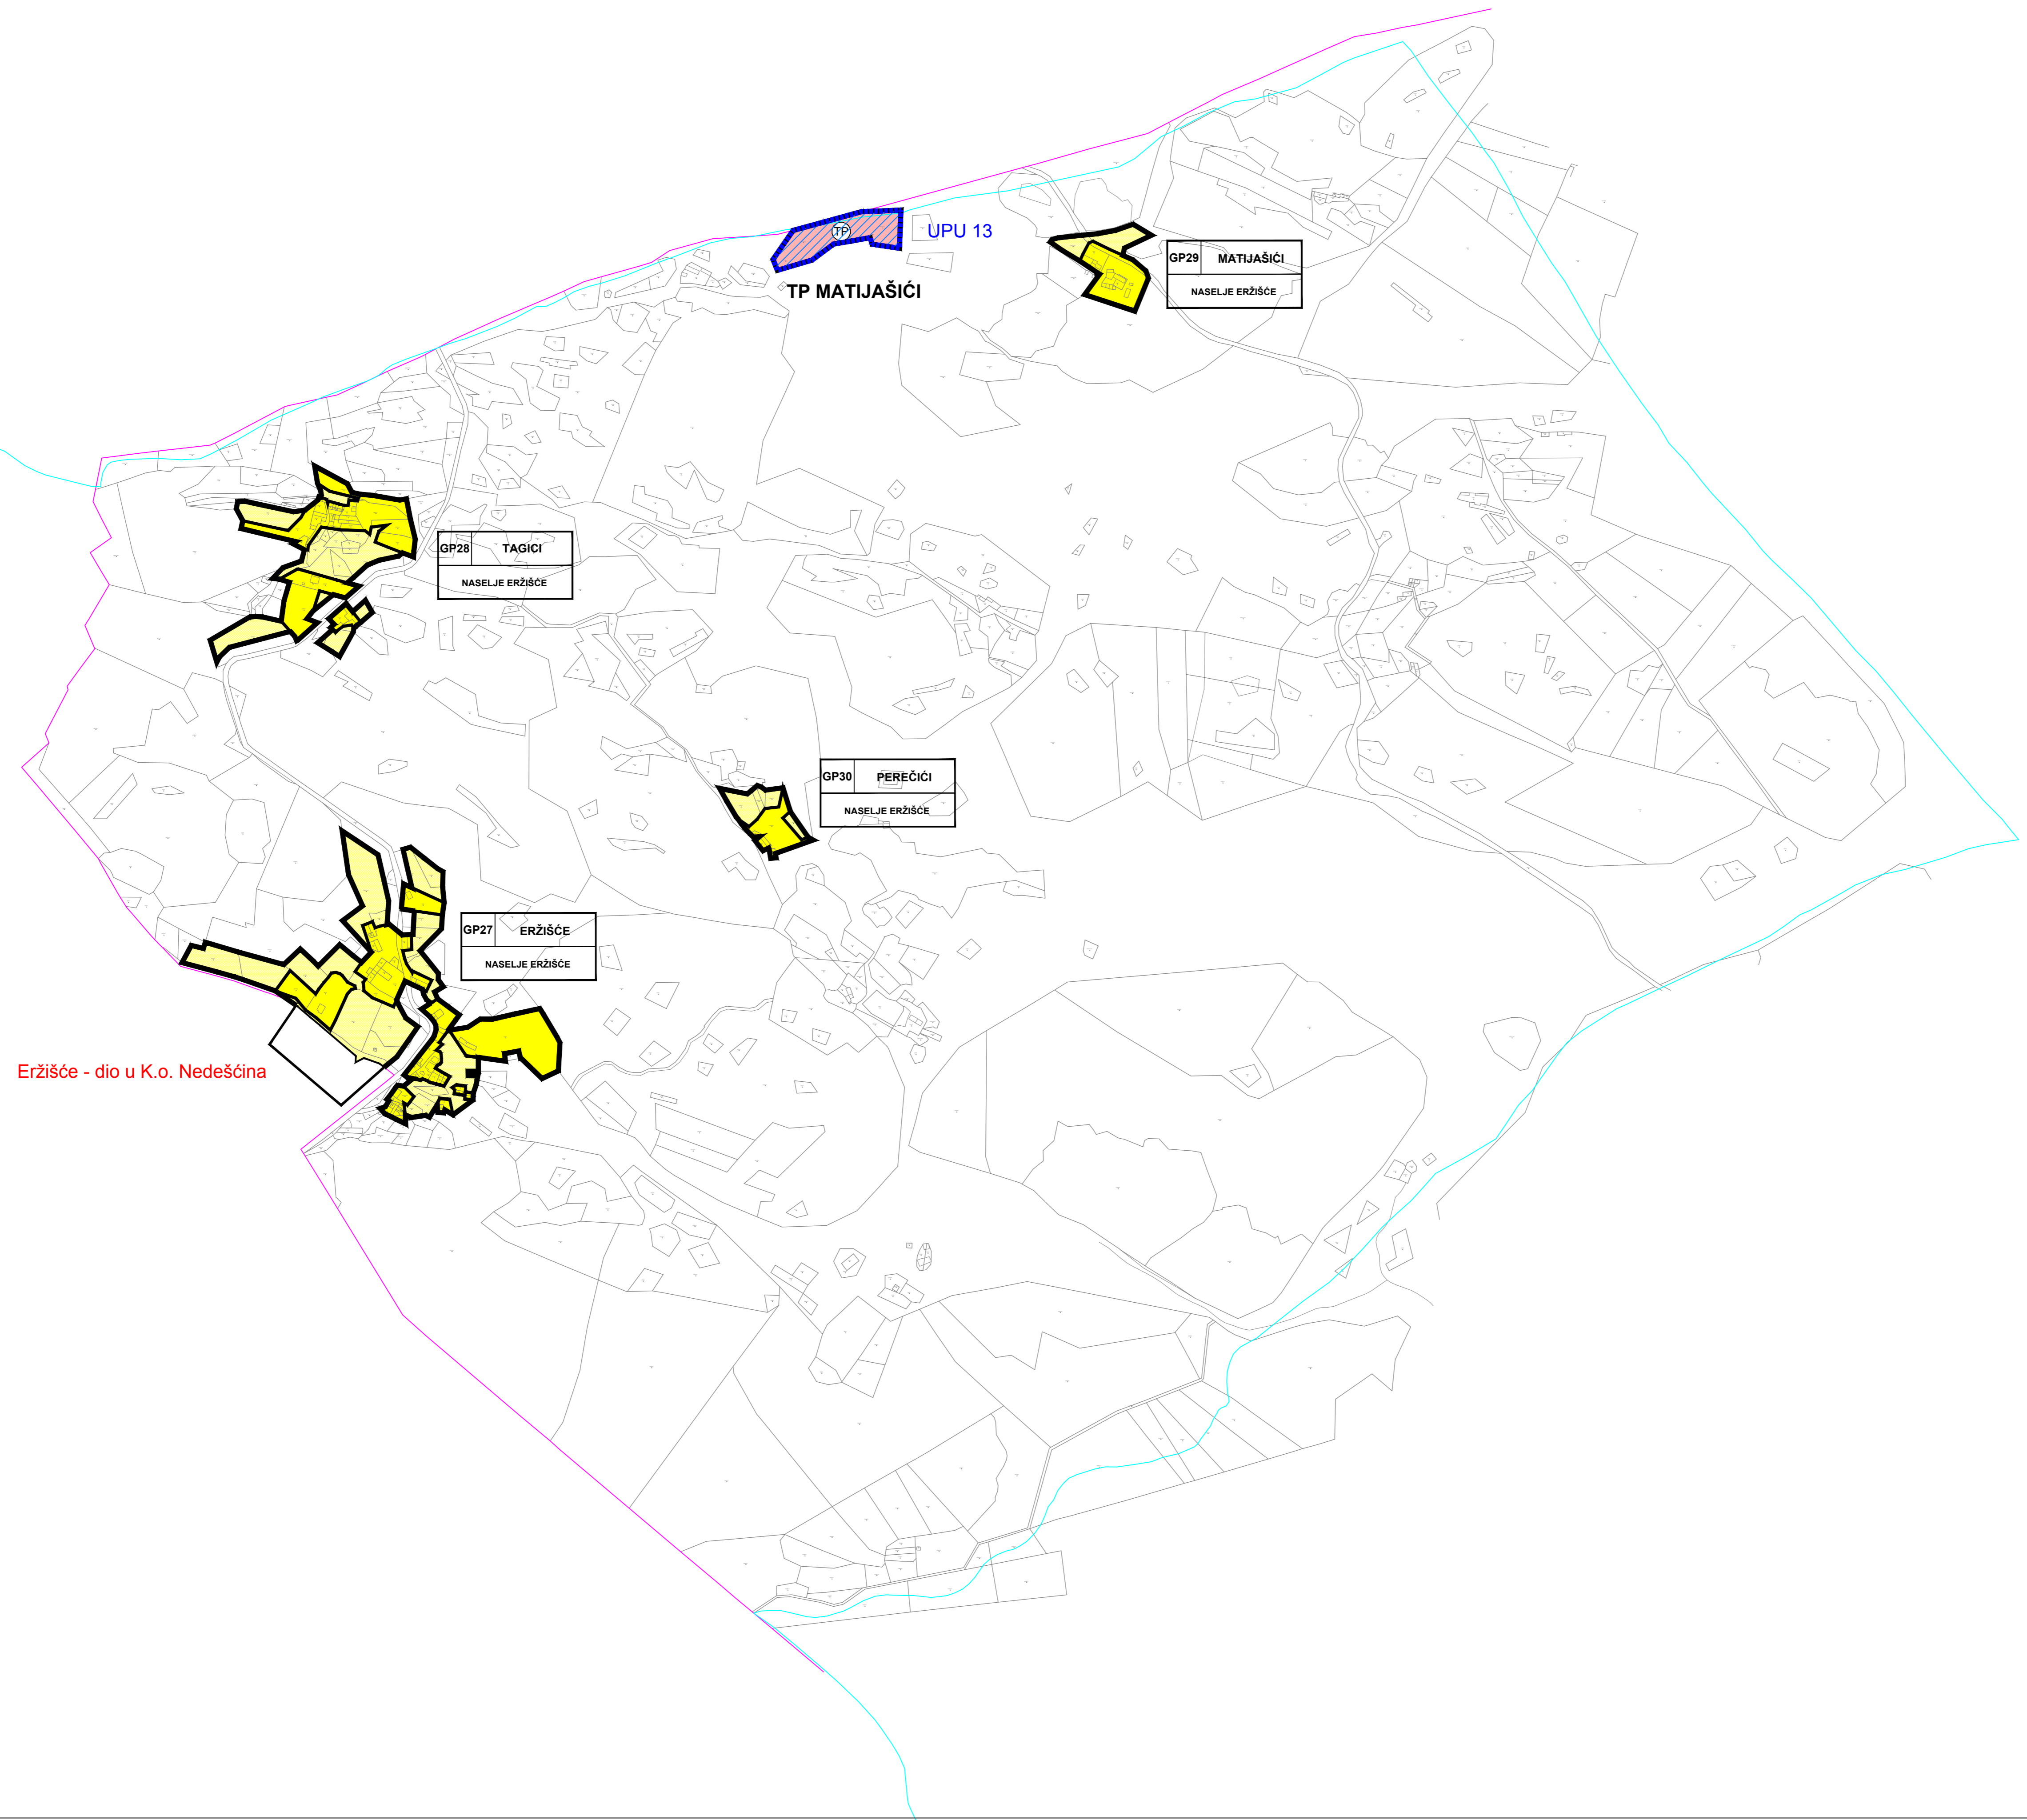 UPU 13
TP
TP MATIJAŠIĆI
GP29 MATIJAŠIĆI
NASELJE ERŽIŠĆE
GP28 TAGIĆI
NASELJE ERŽIŠĆE
GP30 PEREČIĆI
NASELJE ERŽIŠĆE
GP27 ERŽIŠĆE
NASELJE ERŽIŠĆE
Eržišće - dio u K.o. Nedešćina